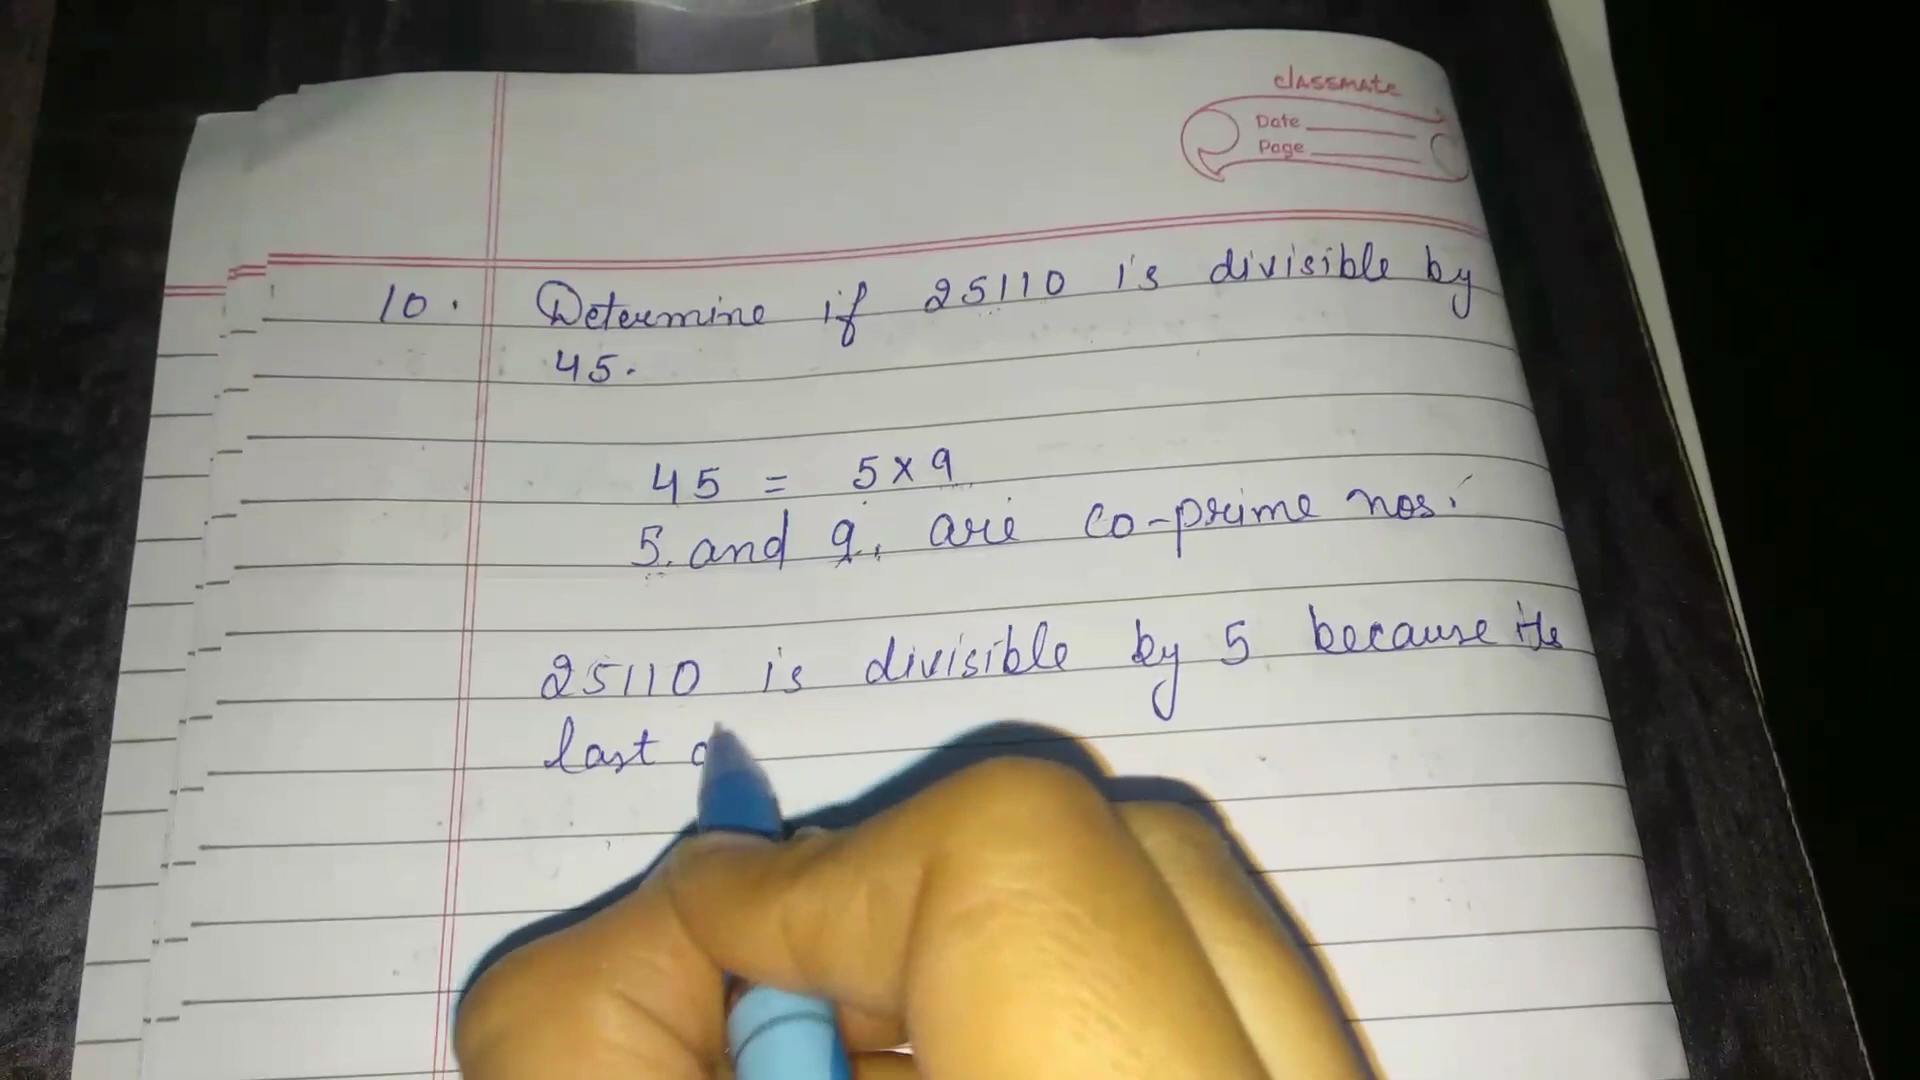 classmate
Date
Page
10. Determine if 25110 is divisible by
45.
45 = 5×9
5 and 9, are co-prime nos.
25110 is divisible by 5 because its
last